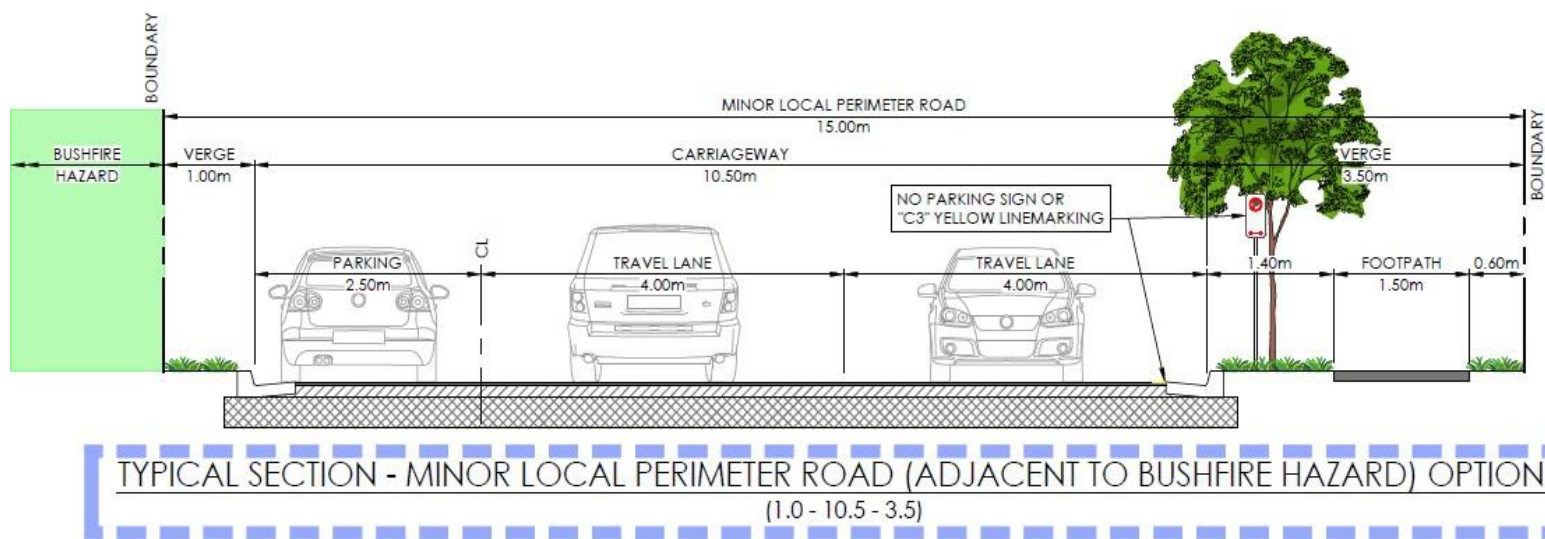 BOUNDARY
MINOR LOCAL PERIMETER ROAD
15.00m
BOUNDARY
BUSHFIRE
HAZARD
VERGE
1.00m
CARRIAGEWAY
10.50m
VERGE
3.50m
NO PARKING SIGN OR
"C3" YELLOW LINEMARKING
PARKING
2.50m
CL
TRAVEL LANE
4.00m
TRAVEL LANE
4.00m
1.40m
FOOTPATH
1.50m
0.60m
TYPICAL SECTION - MINOR LOCAL PERIMETER ROAD (ADJACENT TO BUSHFIRE HAZARD) OPTION
(1.0 - 10.5 - 3.5)